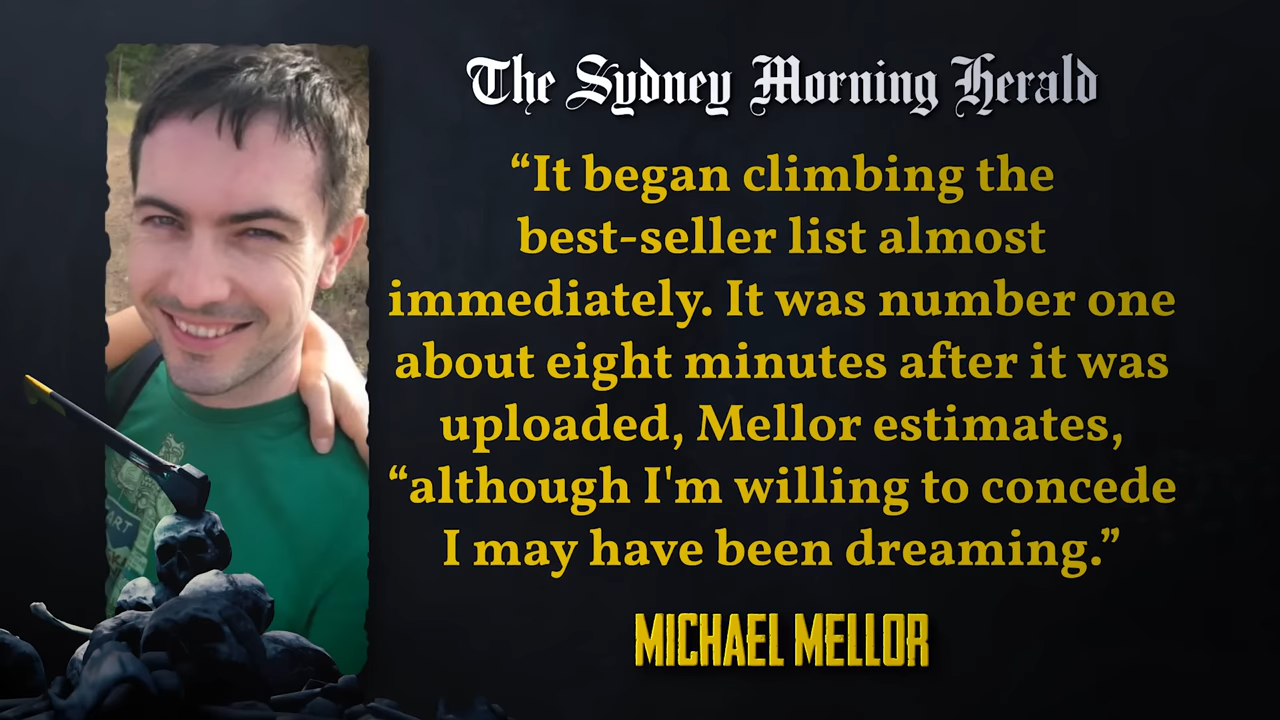 The Sydney Morning Herald
“It began climbing the
best-seller list almost
immediately. It was number one
about eight minutes after it was
uploaded, Mellor estimates,
“although I'm willing to concede
I may have been dreaming.”
MICHAEL MELLOR
ART